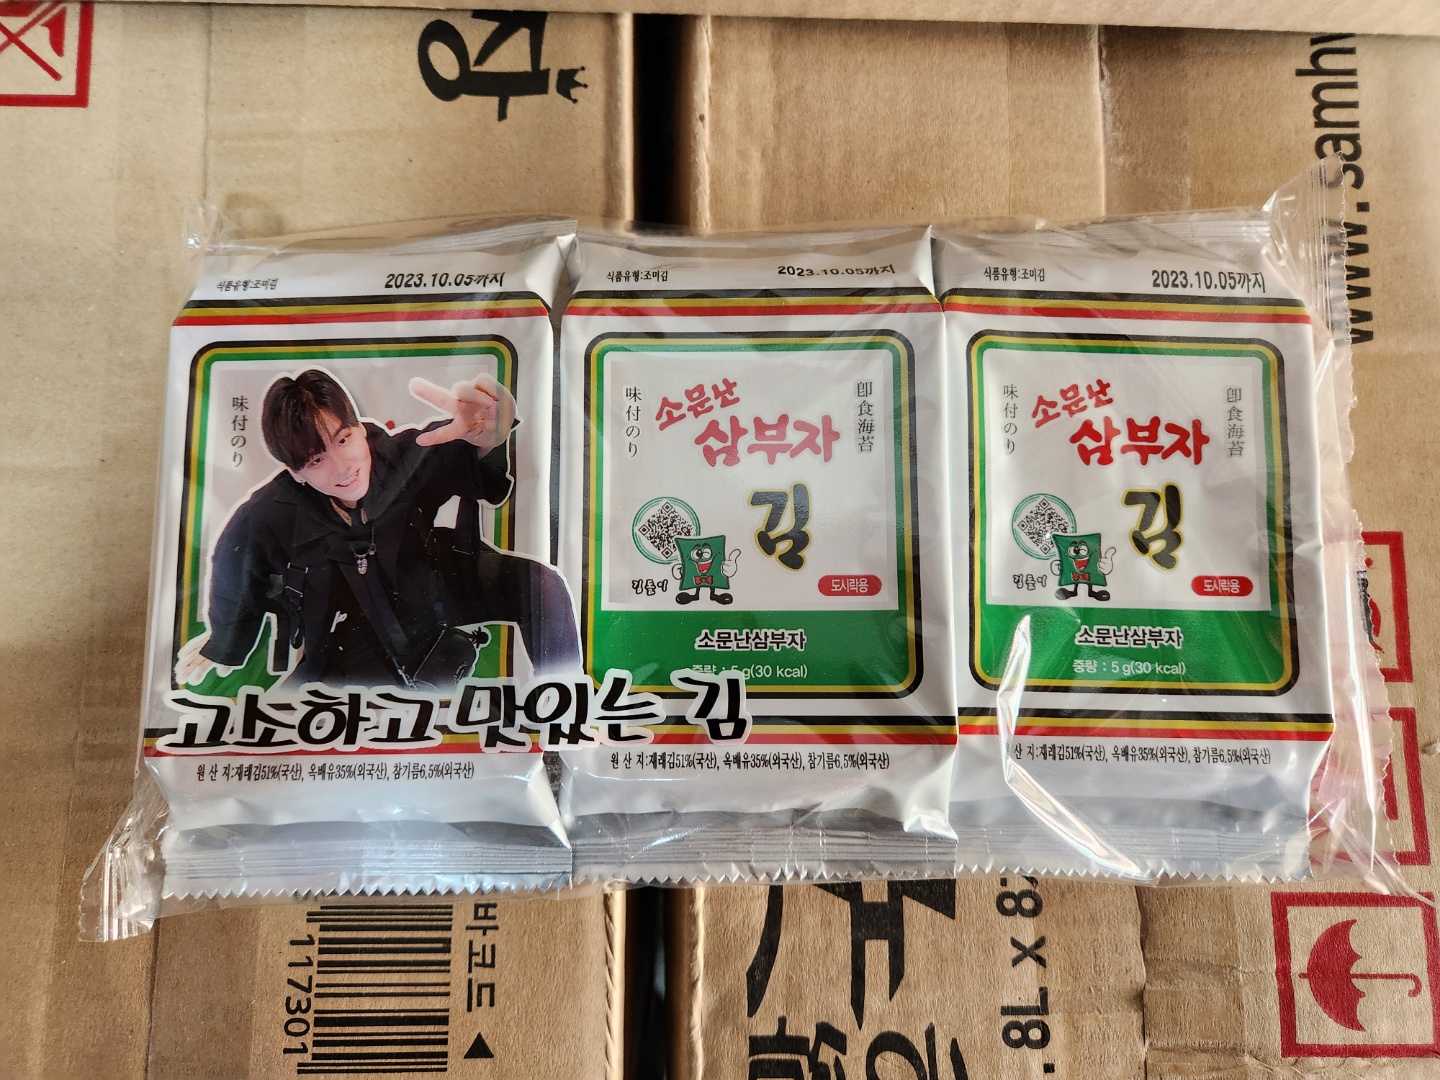 장
www.samhw
식품유형:조미김
2023.10.05까지
味付のり
고소하고 맛있는 김
원 산 지:재래김51%(국산), 옥배유35%(외국산), 참기름6.5%(외국산)
식품유형:조미김
2023.10.05까지
味付のり
소문난
삼부자
김
即食海苔
김돌이
도시락용
소문난삼부자
중량 : 5 g(30 kcal)
원 산 지:재래김51%(국산), 옥배유35%(외국산), 참기름6.5%(외국산)
식품유형:조미김
2023.10.05까지
味付のり
소문난
삼부자
김
即食海苔
김돌이
도시락용
소문난삼부자
중량 : 5 g(30 kcal)
산 지:재래김51%(국산), 옥배유35%(외국산), 참기름6.5%(외국산)
바코드
117301